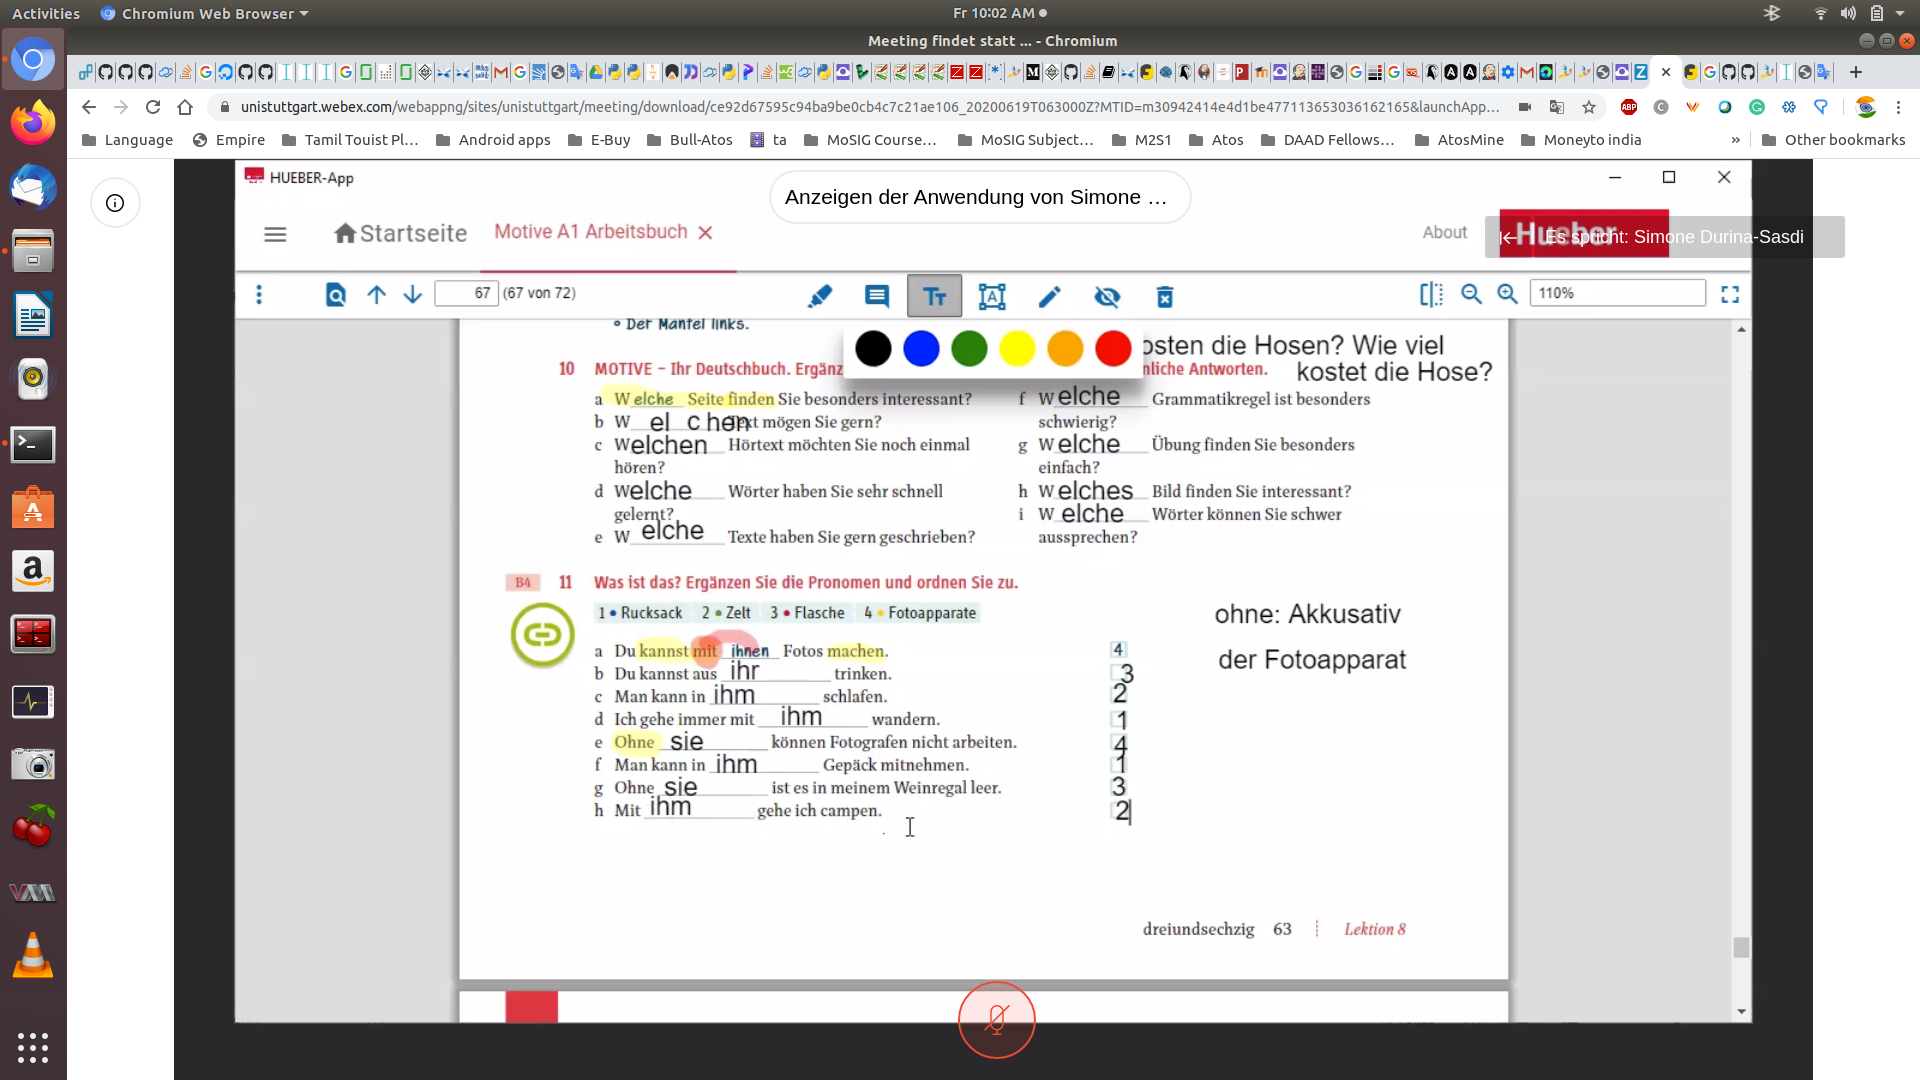 Activities
Chromium Web Browser
Fr 10:02 AM
Meeting findet statt ... - Chromium
unistuttgart.webex.com/webappng/sites/unistuttgart/meeting/download/ce92d67595c94ba9be0cb4c7c21ae106_20200619T063000Z?MTID=m30942414e4d1be477113653036162165&launchApp...
Language Empire Tamil Touist Pl... Android apps E-Buy Bull-Atos ta MoSIG Course... MoSIG Subject... M2S1 Atos DAAD Fellows... AtosMine Moneyto india » Other bookmarks
HUEBER-App
Anzeigen der Anwendung von Simone ...
Startseite Motive A1 Arbeitsbuch About Hueber
Es spricht: Simone Durina-Sasdi
67 (67 von 72) 110%
Der Mantel links.
osten die Hosen? Wie viel
kostet die Hose?
10 MOTIVE – Ihr Deutschbuch. Ergänz nliche Antworten.
a Welche Seite finden Sie besonders interessant?
b W el c hen Text mögen Sie gern?
c Welchen Hörtext möchten Sie noch einmal
hören?
d Welche Wörter haben Sie sehr schnell
gelernt?
e Welche Texte haben Sie gern geschrieben?
f Welche Grammatikregel ist besonders
schwierig?
g Welche Übung finden Sie besonders
einfach?
h Welches Bild finden Sie interessant?
i Welche Wörter können Sie schwer
aussprechen?
B4 11 Was ist das? Ergänzen Sie die Pronomen und ordnen Sie zu.
1 • Rucksack 2 • Zelt 3 • Flasche 4 • Fotoapparate
a Du kannst mit ihnen Fotos machen. 4
b Du kannst aus ihr trinken. 3
c Man kann in ihm schlafen. 2
d Ich gehe immer mit ihm wandern. 1
e Ohne sie können Fotografen nicht arbeiten. 4
f Man kann in ihm Gepäck mitnehmen. 1
g Ohne sie ist es in meinem Weinregal leer. 3
h Mit ihm gehe ich campen. 2
ohne: Akkusativ
der Fotoapparat
dreiundsechzig 63 Lektion 8